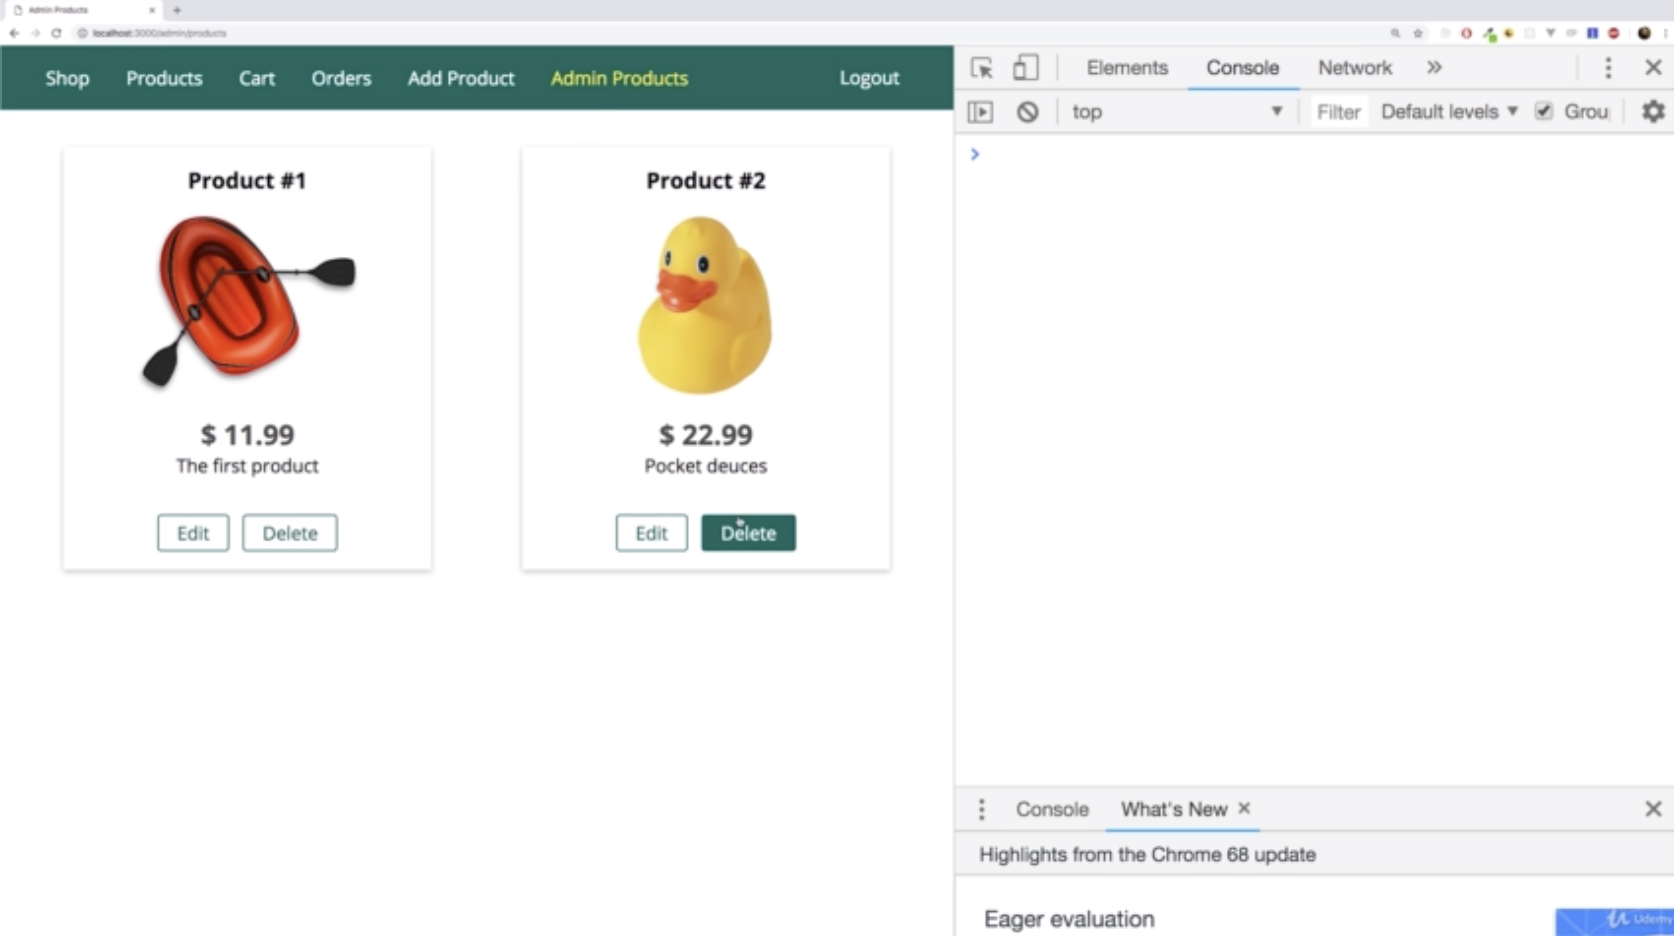 Admin Products
localhost:3000/admin/products
Shop Products Cart Orders Add Product Admin Products Logout
Elements Console Network
top Filter Default levels Grou
Product #1
$ 11.99
The first product
Edit Delete
Product #2
$ 22.99
Pocket deuces
Edit Delete
Console What's New
Highlights from the Chrome 68 update
Eager evaluation
Udemy